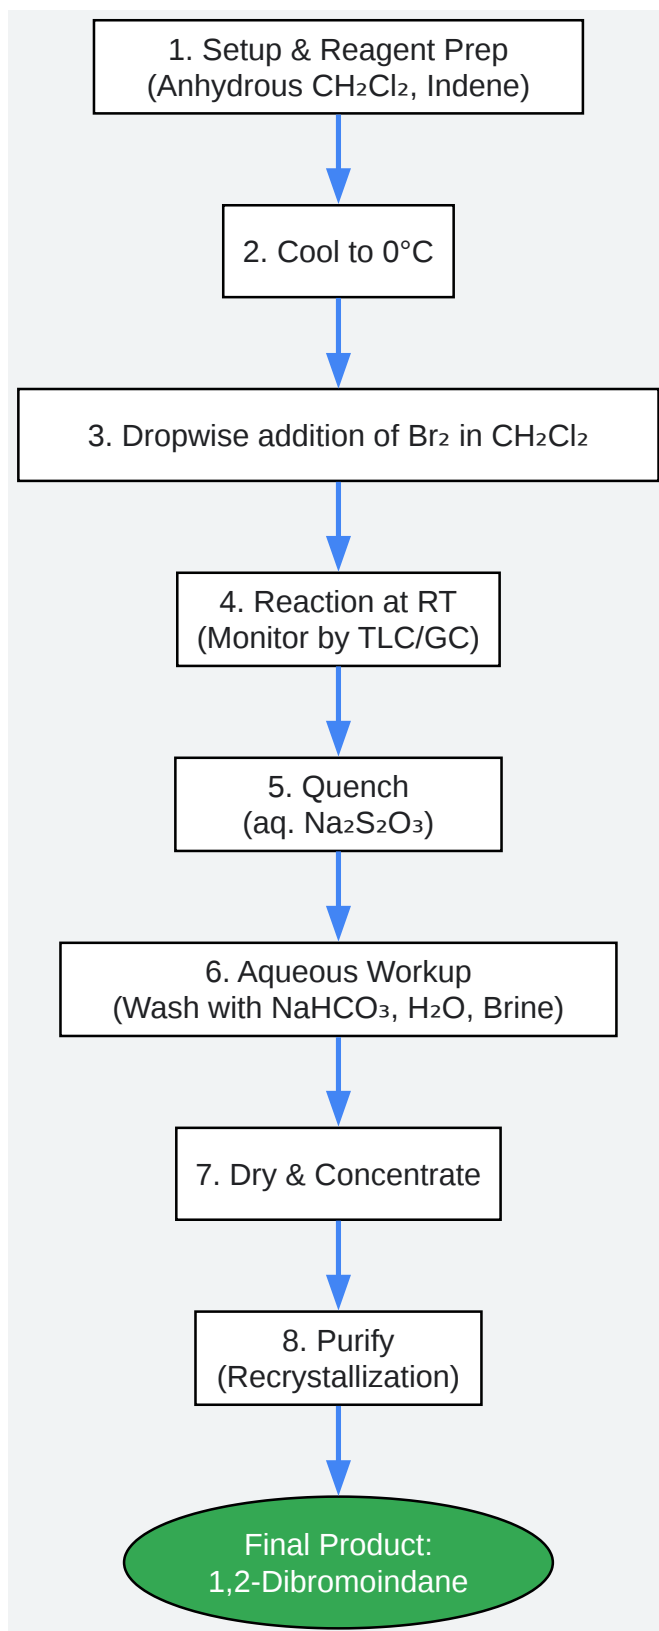 1. Setup & Reagent Prep
(Anhydrous CH₂Cl₂, Indene)
2. Cool to 0°C
3. Dropwise addition of Br₂ in CH₂Cl₂
4. Reaction at RT
(Monitor by TLC/GC)
5. Quench
(aq. Na₂S₂O₃)
6. Aqueous Workup
(Wash with NaHCO₃, H₂O, Brine)
7. Dry & Concentrate
8. Purify
(Recrystallization)
Final Product:
1,2-Dibromoindane